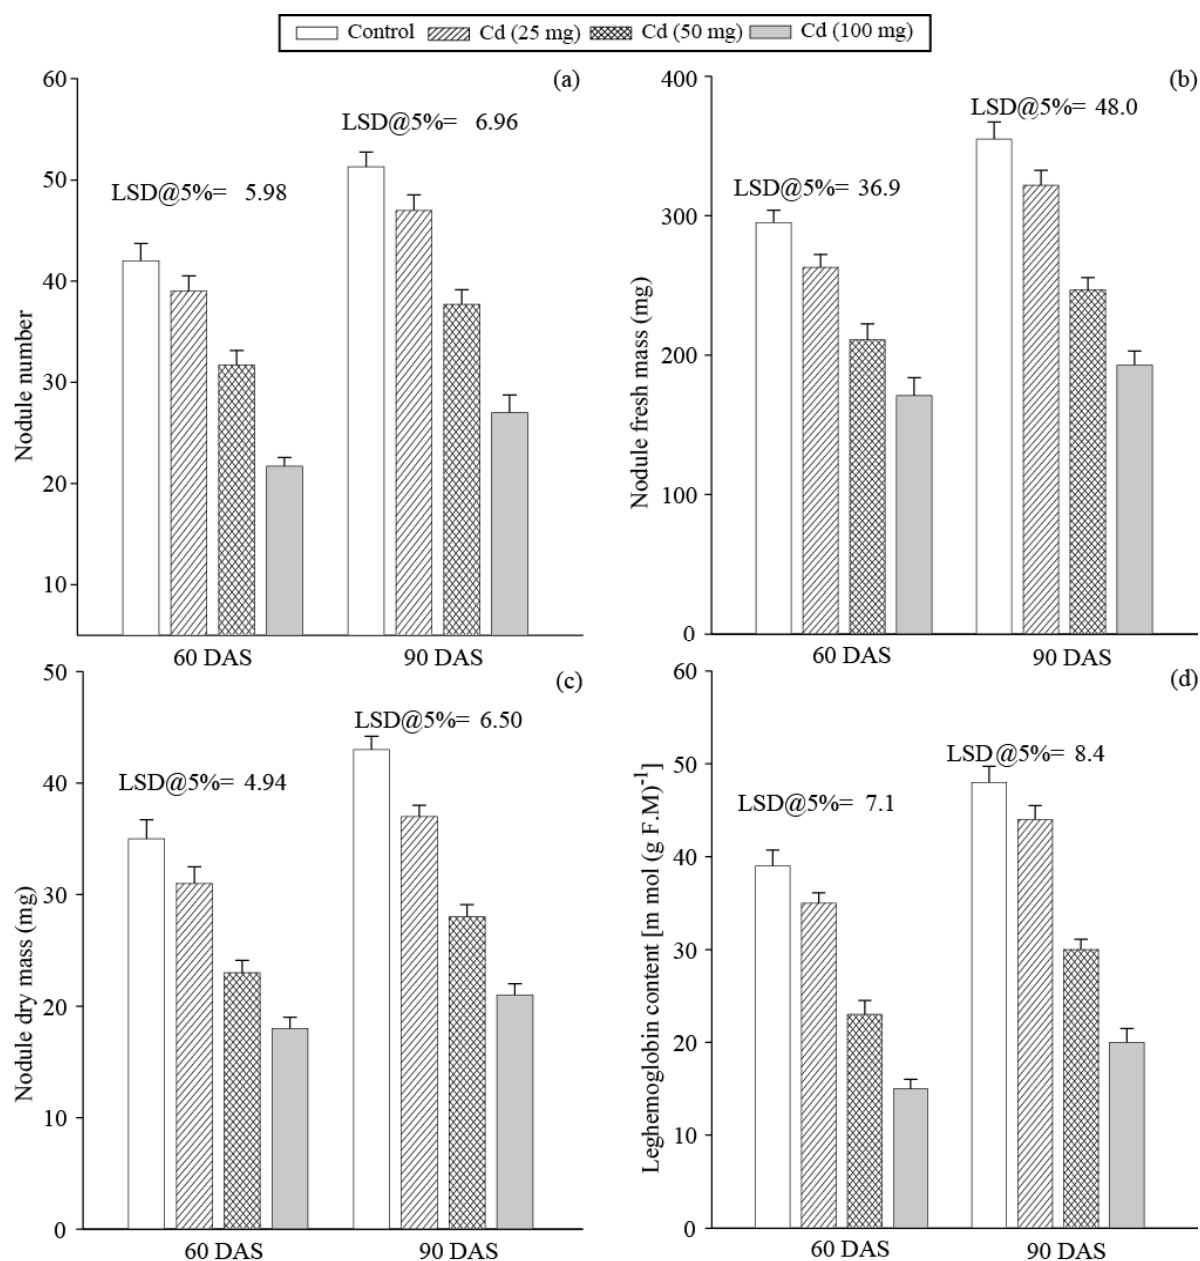 Control Cd (25 mg) Cd (50 mg) Cd (100 mg)
(a)
60
50
40
30
20
10
Nodule number
LSD@5%= 5.98
LSD@5%= 6.96
60 DAS 90 DAS
(b)
400
300
200
100
0
Nodule fresh mass (mg)
LSD@5%= 36.9
LSD@5%= 48.0
60 DAS 90 DAS
(c)
50
40
30
20
10
0
Nodule dry mass (mg)
LSD@5%= 4.94
LSD@5%= 6.50
60 DAS 90 DAS
(d)
60
50
40
30
20
10
0
Leghemoglobin content [m mol (g F.M)⁻¹]
LSD@5%= 7.1
LSD @5%= 8.4
60 DAS 90 DAS